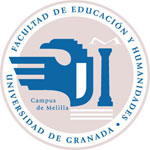 FACULTAD DE EDUCACIÓN Y HUMANIDADES •
UNIVERSIDAD DE GRANADA •
Campus
de Melilla